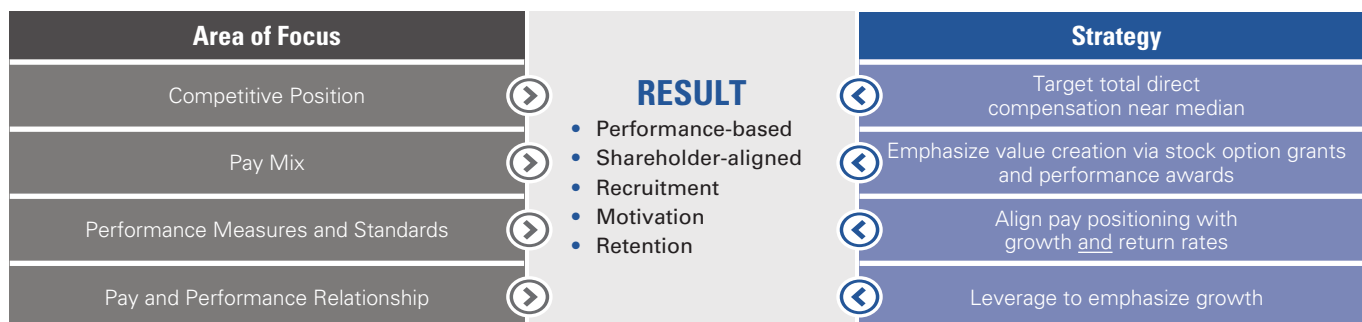 Area of Focus
Competitive Position
Pay Mix
Performance Measures and Standards
Pay and Performance Relationship
RESULT
• Performance-based
• Shareholder-aligned
• Recruitment
• Motivation
• Retention
Strategy
Target total direct
compensation near median
Emphasize value creation via stock option grants
and performance awards
Align pay positioning with
growth and return rates
Leverage to emphasize growth